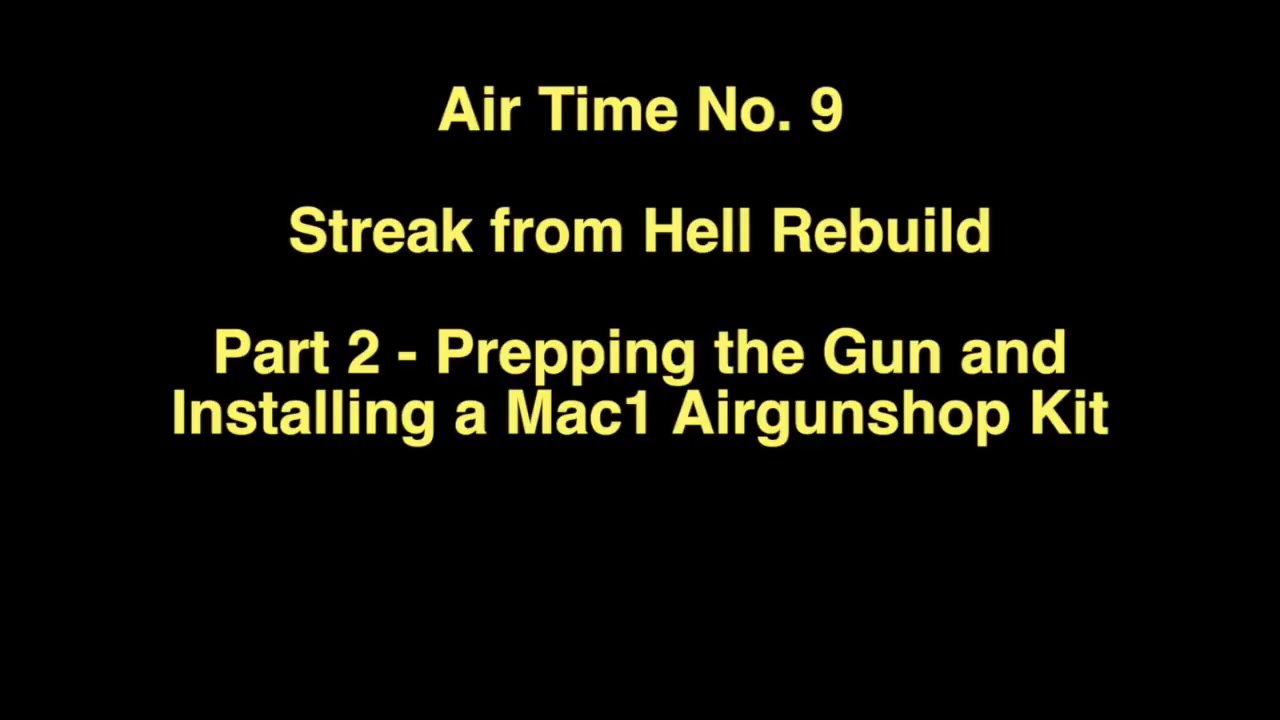 Air Time No. 9
Streak from Hell Rebuild
Part 2 - Prepping the Gun and
Installing a Mac1 Airgunshop Kit